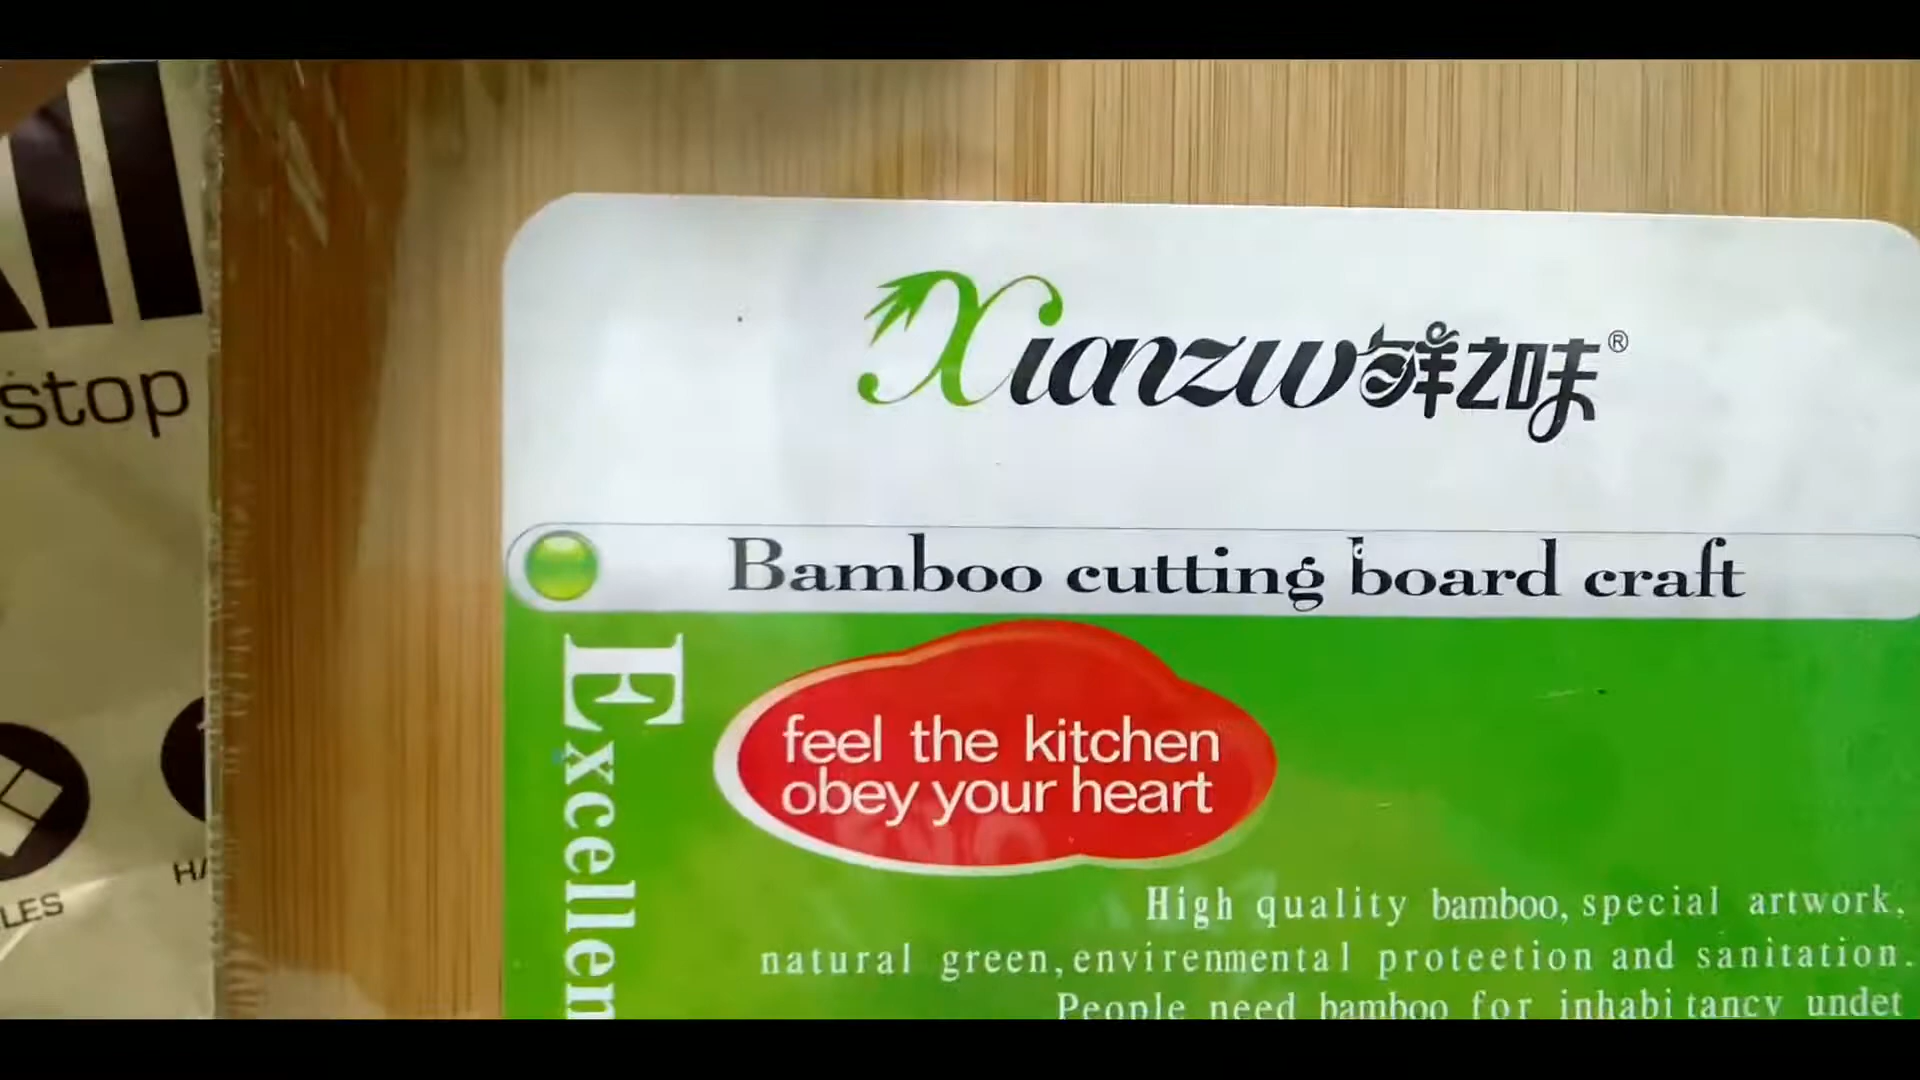 stop
LES
Xianzw鲜之味®
Bamboo cutting board craft
Excellen
feel the kitchen
obey your heart
High quality bamboo, special artwork,
natural green, envirenmental proteetion and sanitation.
People need bamboo for inhabitancy undet